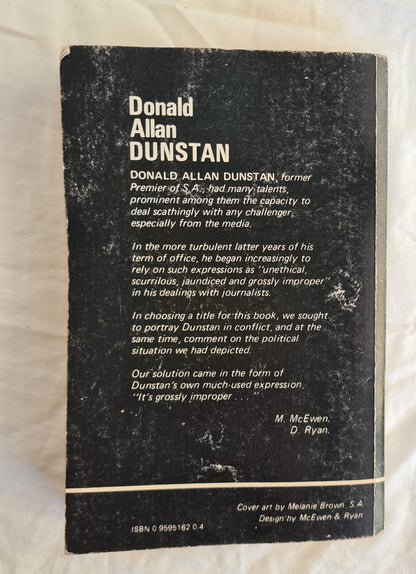 Donald
Allan
DUNSTAN
DONALD ALLAN DUNSTAN, former
Premier of S.A., had many talents,
prominent among them the capacity to
deal scathingly with any challenger,
especially from the media.
In the more turbulent latter years of his
term of office, he began increasingly to
rely on such expressions as "unethical,
scurrilous, jaundiced and grossly improper"
in his dealings with journalists.
In choosing a title for this book, we sought
to portray Dunstan in conflict, and at the
same time, comment on the political
situation we had depicted.
Our solution came in the form of
Dunstan's own much-used expression,
"It's grossly improper . . . "
M. McEwen.
D. Ryan.
Cover art by Melanie Brown, S.A.
Design by McEwen & Ryan
ISBN 0 9595162 0 4